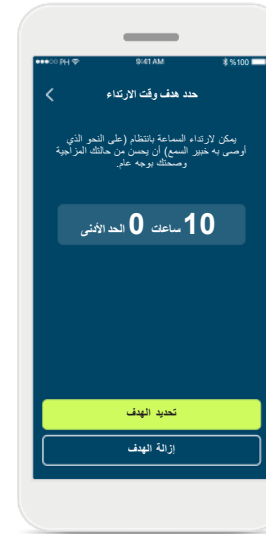 PH 9:41 AM %100
حدد هدف وقت الارتداء
يمكن لارتداء السماعة بانتظام (على النحو الذي
أوصى به خبير السمع) أن يحسن من حالتك المزاجية
وصحتك بوجه عام.
10 ساعات 0 الحد الأدنى
تحديد الهدف
إزالة الهدف